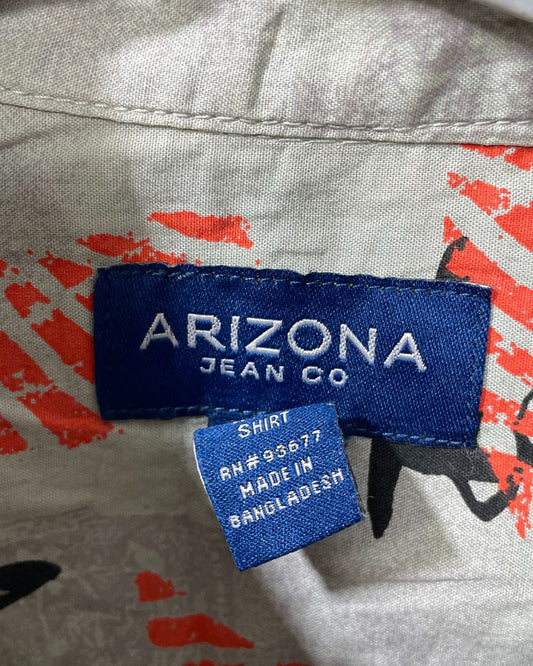 ARIZONA
JEAN CO
SHIRT
RN#93677
MADE IN
BANGLADESH